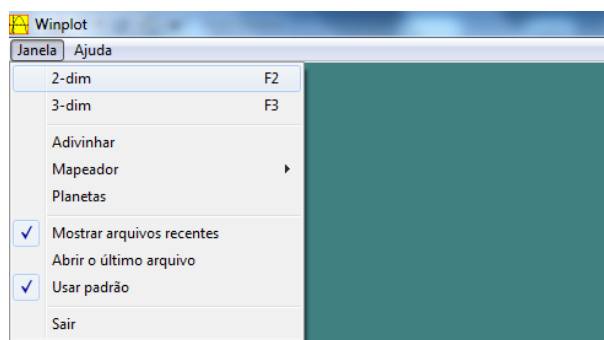 Winplot
Janela Ajuda
2-dim F2
3-dim F3
Adivinhar
Mapeador
Planetas
Mostrar arquivos recentes
Abrir o último arquivo
Usar padrão
Sair